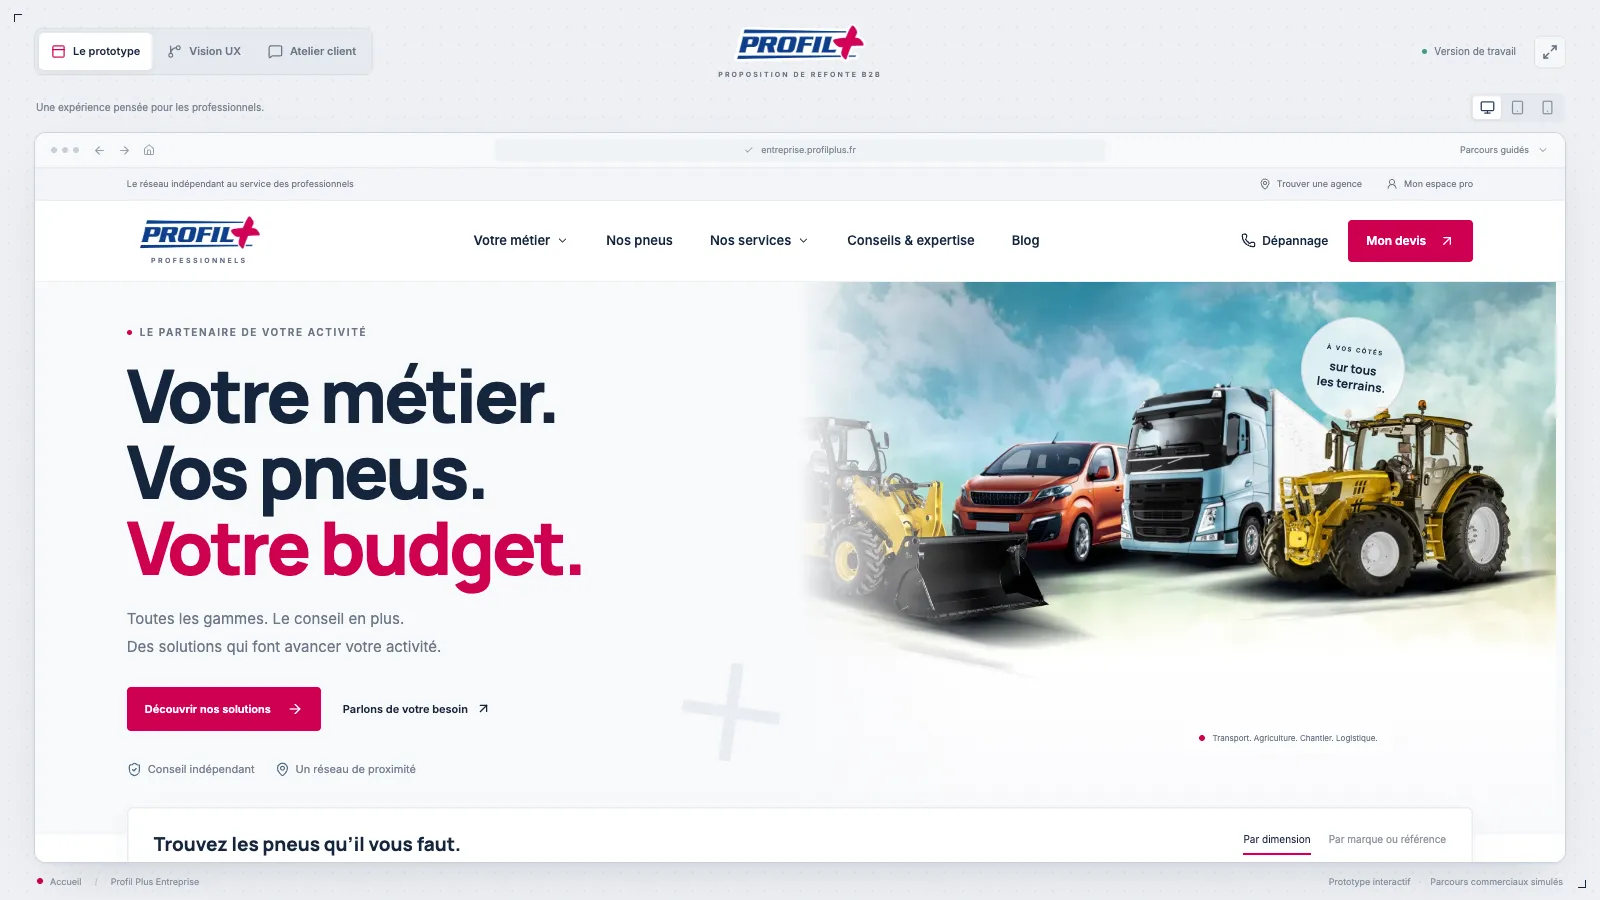 Le prototype
Vision UX
Atelier client
PROFIL+
PROPOSITION DE REFONTE B2B
Version de travail
Une expérience pensée pour les professionnels.
entreprise.profilplus.fr
Parcours guidés
Le réseau indépendant au service des professionnels
Trouver une agence
Mon espace pro
PROFIL+
PROFESSIONNELS
Votre métier
Nos pneus
Nos services
Conseils & expertise
Blog
Dépannage
Mon devis
LE PARTENAIRE DE VOTRE ACTIVITÉ
Votre métier.
Vos pneus.
Votre budget.
À VOS CÔTÉS
sur tous
les terrains.
Toutes les gammes. Le conseil en plus.
Des solutions qui font avancer votre activité.
Découvrir nos solutions
Parlons de votre besoin
Transport. Agriculture. Chantier. Logistique.
Conseil indépendant
Un réseau de proximité
Trouvez les pneus qu’il vous faut.
Par dimension
Par marque ou référence
Accueil / Profil Plus Entreprise
Prototype interactif · Parcours commerciaux simulés